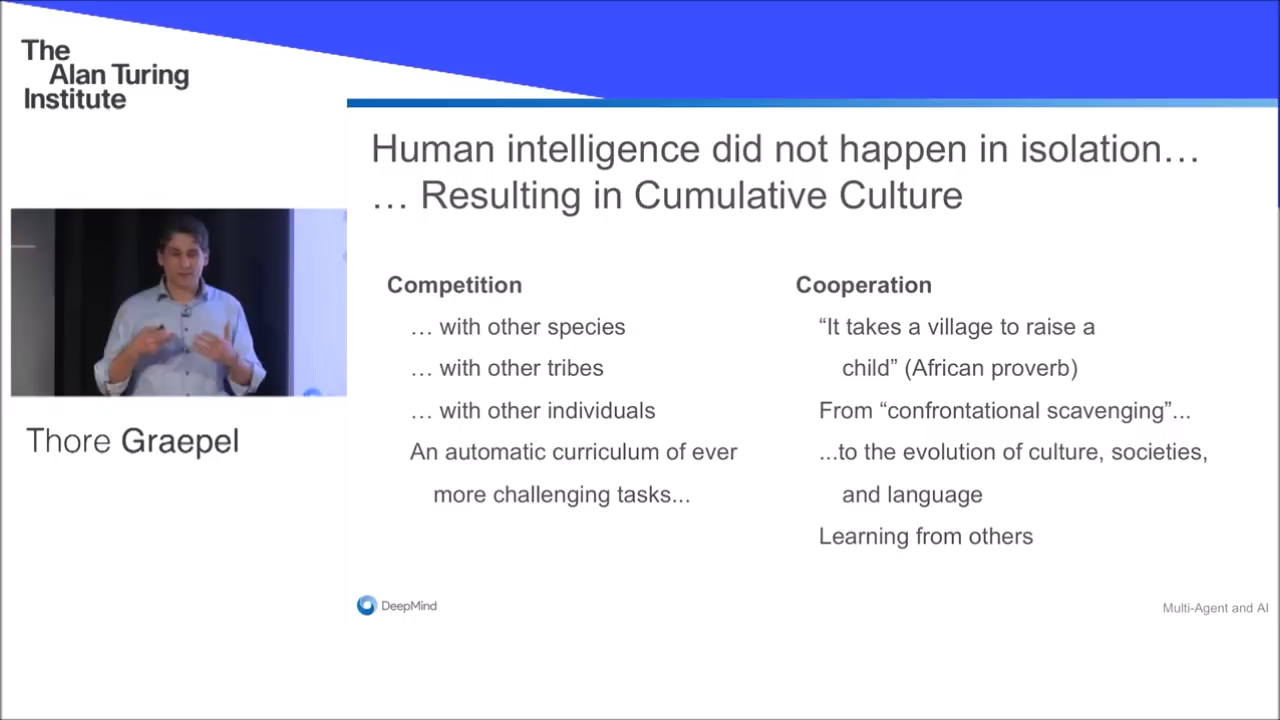 The
Alan Turing
Institute
Human intelligence did not happen in isolation…
… Resulting in Cumulative Culture
Competition
… with other species
… with other tribes
… with other individuals
An automatic curriculum of ever
more challenging tasks...
Cooperation
“It takes a village to raise a
child” (African proverb)
From “confrontational scavenging”...
...to the evolution of culture, societies,
and language
Learning from others
Thore Graepel
DeepMind
Multi-Agent and AI